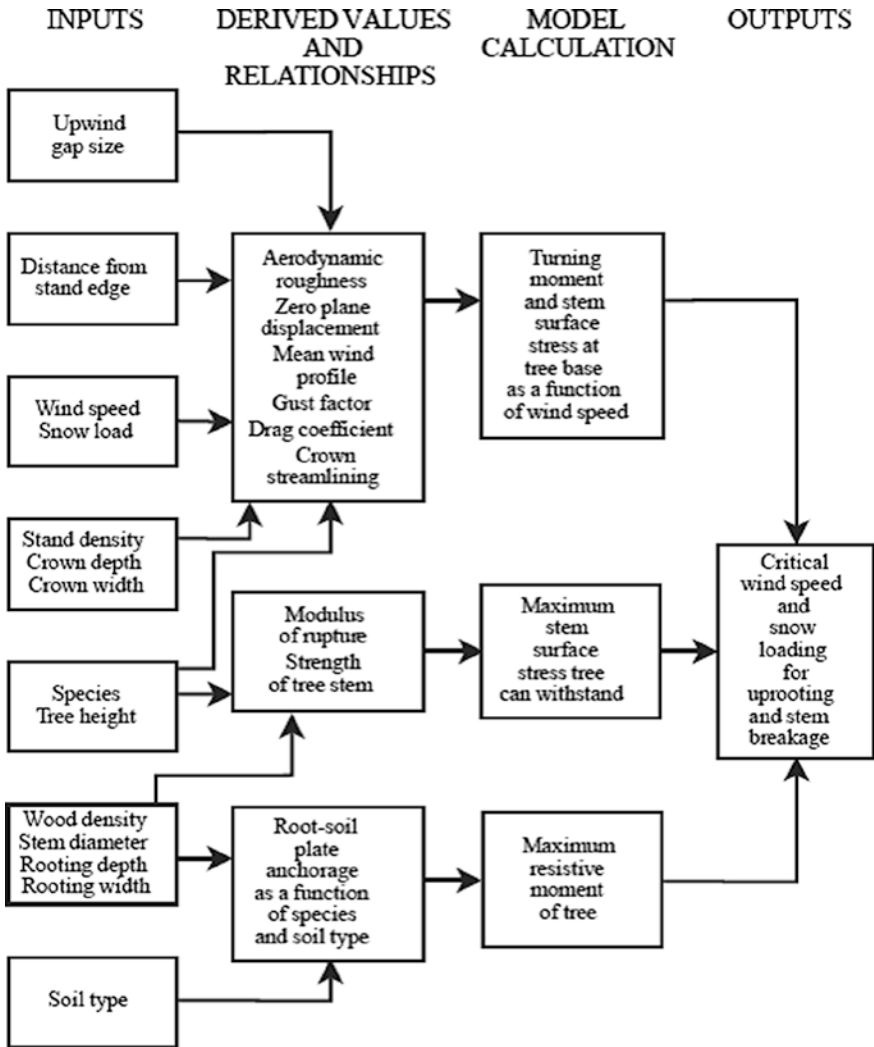 INPUTS
DERIVED VALUES
AND
RELATIONSHIPS
MODEL
CALCULATION
OUTPUTS
Upwind
gap size
Distance from
stand edge
Wind speed
Snow load
Stand density
Crown depth
Crown width
Species
Tree height
Wood density
Stem diameter
Rooting depth
Rooting width
Soil type
Aerodynamic
roughness
Zero plane
displacement
Mean wind
profile
Gust factor
Drag coefficient
Crown
streamlining
Modulus
of rupture
Strength
of tree stem
Root-soil
plate
anchorage
as a function
of species
and soil type
Turning
moment
and stem
surface
stress at
tree base
as a function
of wind speed
Maximum
stem
surface
stress tree
can withstand
Maximum
resistive
moment
of tree
Critical
wind speed
and
snow
loading
for
uprooting
and stem
breakage